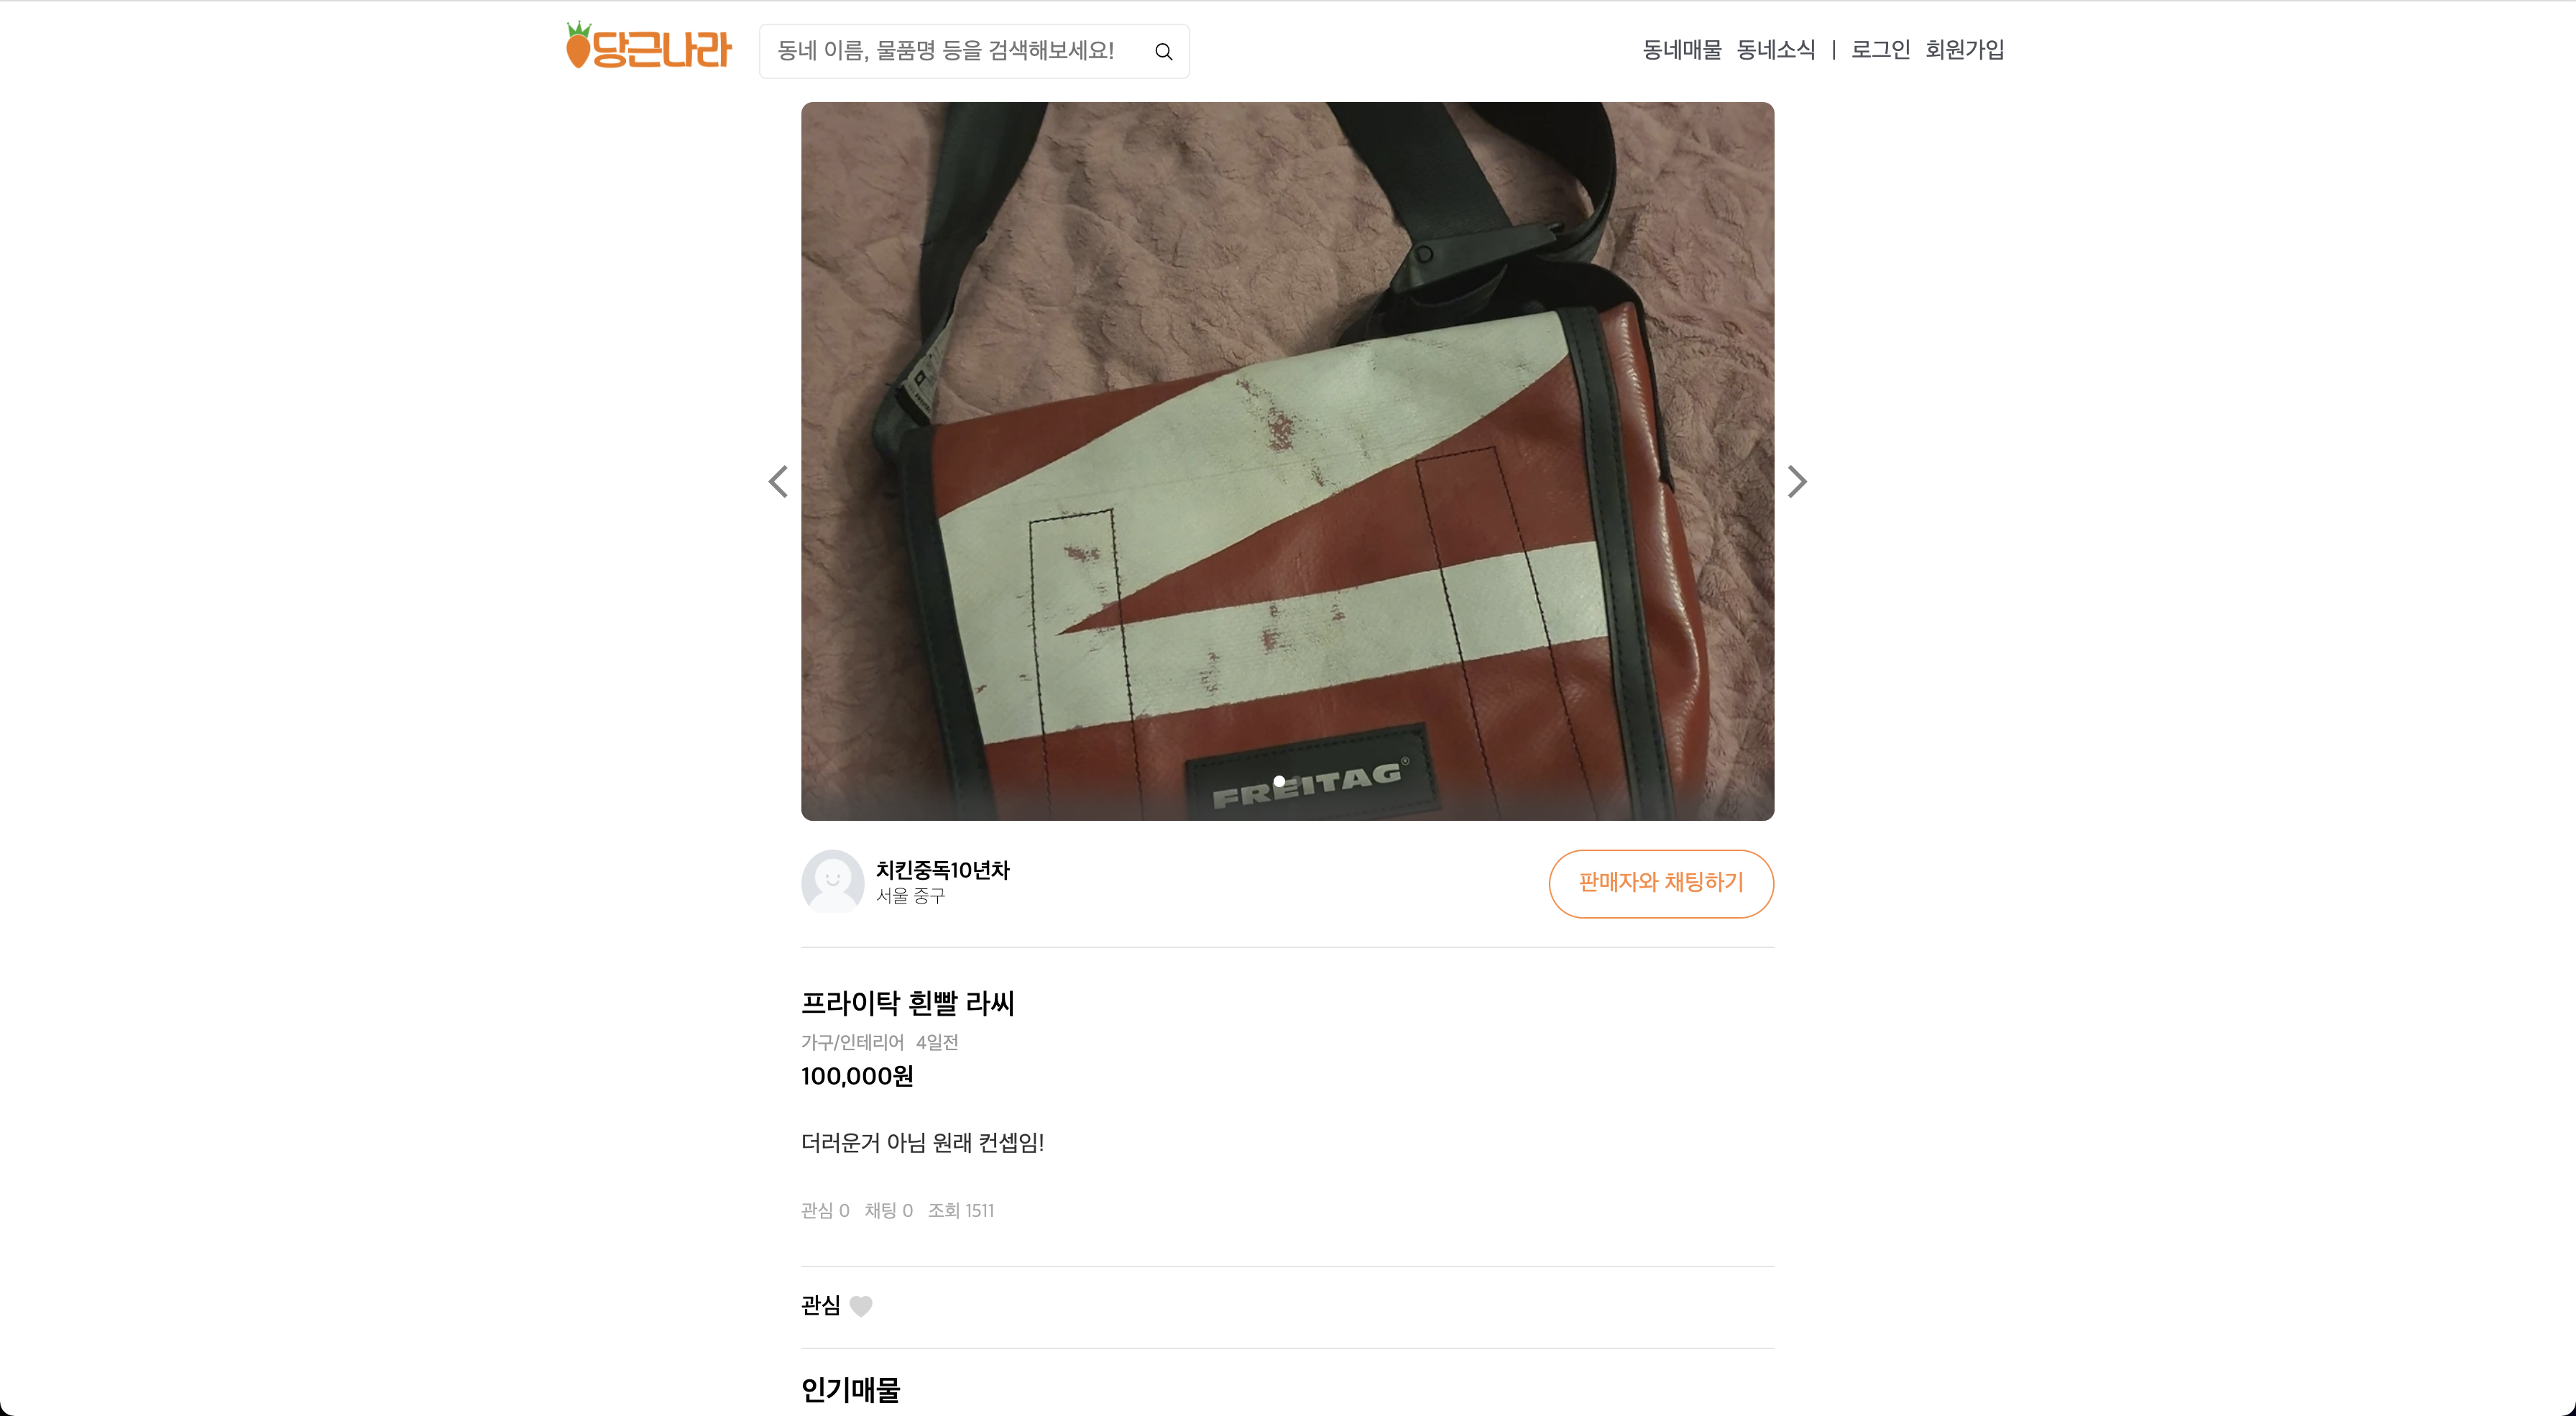 당근나라
동네 이름, 물품명 등을 검색해보세요!
동네매물 동네소식 | 로그인 회원가입
FREITAG®
치킨중독10년차
서울 중구
판매자와 채팅하기
프라이탁 흰빨 라씨
가구/인테리어 4일전
100,000원
더러운거 아님 원래 컨셉임!
관심 0 채팅 0 조회 1511
관심
인기매물